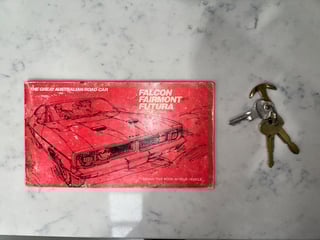 THE GREAT AUSTRALIAN ROAD CAR
FALCON
FAIRMONT
FUTURA